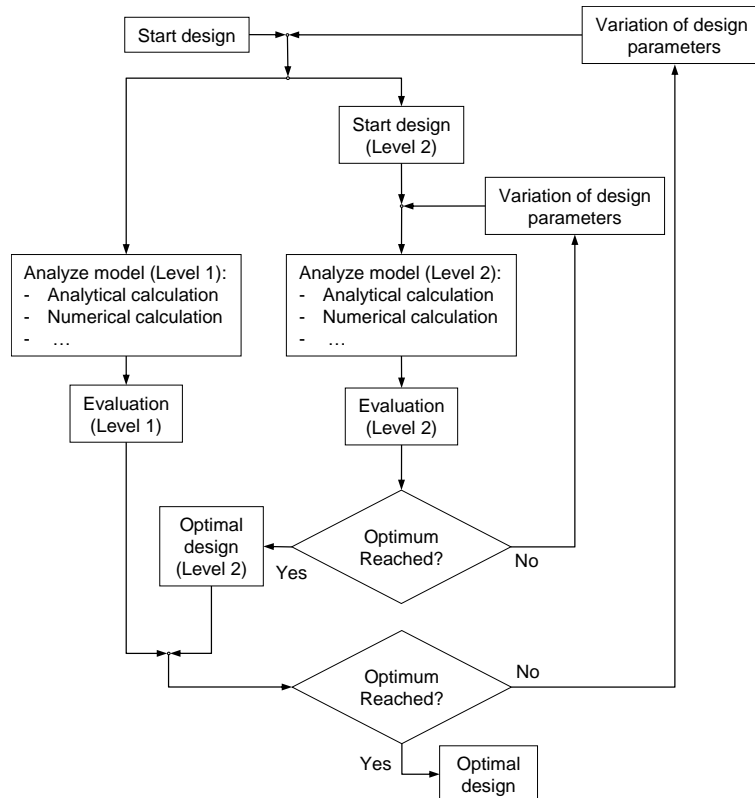 Start design
Variation of design
parameters
Start design
(Level 2)
Variation of design
parameters
Analyze model (Level 1):
- Analytical calculation
- Numerical calculation
- …
Analyze model (Level 2):
- Analytical calculation
- Numerical calculation
- …
Evaluation
(Level 1)
Evaluation
(Level 2)
Optimal
design
(Level 2)
Yes
Optimum
Reached?
No
Optimum
Reached?
No
Yes
Optimal
design